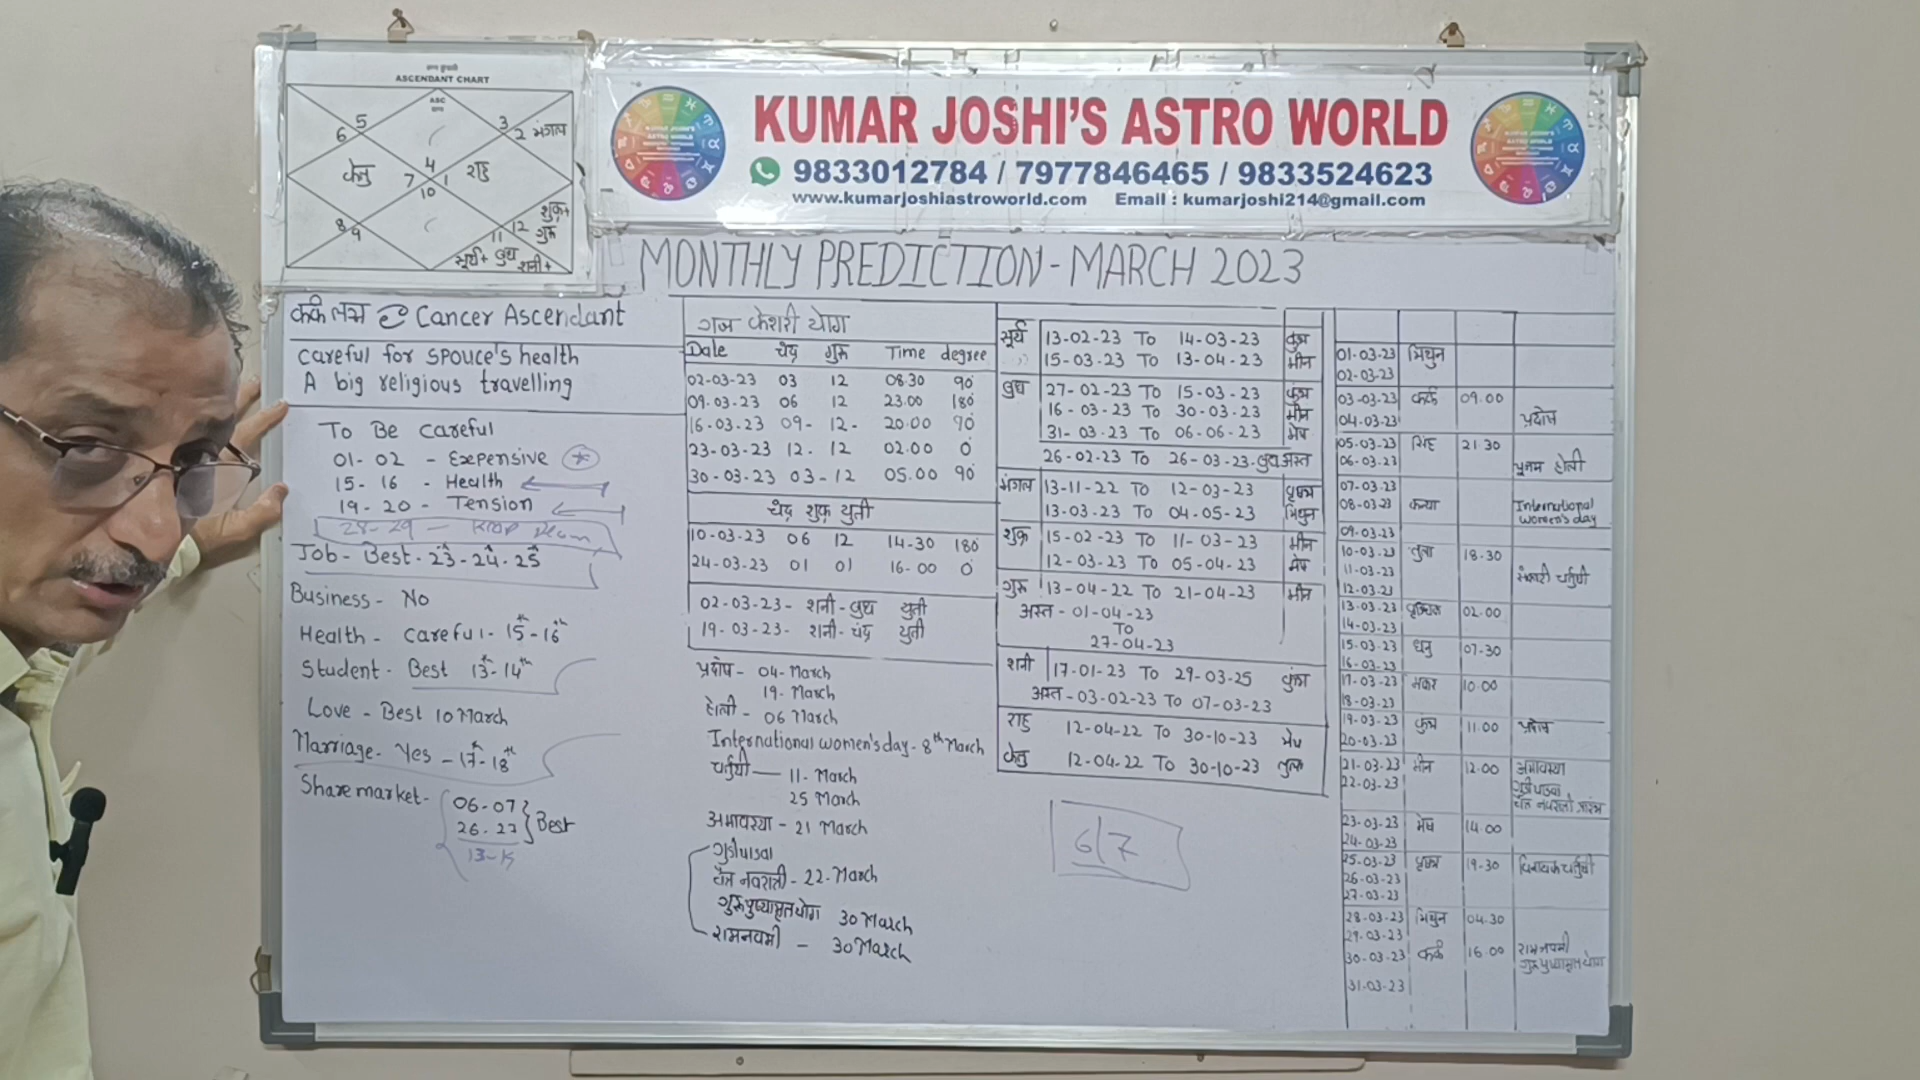 जन्म कुंडली
ASCENDANT CHART
ASC
लग्न
5
6
3
2 मंगल
केतु
4
7 1
10
राहु
8
9
12 शुक्र+
गुरु
11
सूर्य+ बुध शनी+
KUMAR JOSHI'S ASTRO WORLD
9833012784 / 7977846465 / 9833524623
www.kumarjoshiastroworld.com Email : kumarjoshi214@gmail.com
MONTHLY PREDICTION - MARCH 2023
कर्क लग्न Cancer Ascendant
careful for spouce's health
A big religious travelling
To Be careful
01- 02 - Expensive
15- 16 - Health
19- 20 - Tension
28-29 - Keep
Job - Best - 23-24-25
Business - No
Health - careful - 15th-16th
Student - Best 13th-14th
Love - Best 10 March
Marriage - Yes - 17th-18th
Share market - 06-07
26-27 } Best
गज केशरी योग
Date चंद्र गुरु Time degree
02-03-23 03 12 08.30 90°
09-03-23 06 12 23.00 180°
16-03-23 09- 12- 20.00 90°
23-03-23 12- 12 02.00 0°
30-03-23 03-12 05.00 90°
चंद्र शुक्र युती
10-03-23 06 12 14-30 180°
24-03-23 01 01 16-00 0°
02-03-23 - शनी - बुध युती
19-03-23 - शनी - चंद्र युती
प्रदोष - 04- March
19- March
होली - 06 March
International women's day - 8th March
चर्तुथी - 11- March
25 March
अमावस्या - 21 March
गुडीपाडवा
चैत्र नवरात्री - 22-March
गुरुपुष्यामृतयोग 30 March
रामनवमी - 30 March
सूर्य 13-02-23 To 14-03-23 कुंभ
15-03-23 To 13-04-23 मीन
बुध 27-02-23 To 15-03-23 कुंभ
16-03-23 To 30-03-23 मीन
31-03-23 To 06-06-23 मेष
26-02-23 To 26-03-23-बुध अस्त
मंगल 13-11-22 To 12-03-23 वृषभ
13-03-23 To 04-05-23 मिथुन
शुक्र 15-02-23 To 11-03-23 मीन
12-03-23 To 05-04-23 मेष
गुरु 13-04-22 To 21-04-23 मीन
अस्त - 01-04-23
To
27-04-23
शनी 17-01-23 To 29-03-25 कुंभ
अस्त - 03-02-23 To 07-03-23
राहु 12-04-22 To 30-10-23 मेष
केतु 12-04-22 To 30-10-23 तुला
6/7
01-03-23 मिथुन
02-03-23
03-03-23 कर्क 09.00
04-03-23 प्रदोष
05-03-23 सिंह 21.30
06-03-23 पूनम होली
07-03-23
08-03-23 कन्या International women's day
09-03-23
10-03-23 तुला 18.30
11-03-23 संकष्टी चर्तुथी
12-03-23
13-03-23 वृश्चिक 02.00
14-03-23
15-03-23 धनु 07-30
16-03-23
17-03-23 मकर 10.00
18-03-23
19-03-23 कुंभ 11.00 प्रदोष
20-03-23
21-03-23 मीन 12.00 अमावस्या
22-03-23 गुडीपाडवा
चैत्र नवरात्री प्रारंभ
23-03-23 मेष 14.00
24-03-23
25-03-23 वृषभ 19-30 विनायक चर्तुथी
26-03-23
27-03-23
28-03-23 मिथुन 04.30
29-03-23
30-03-23 कर्क 16.00 रामनवमी
गुरुपुष्यामृतयोग
31-03-23